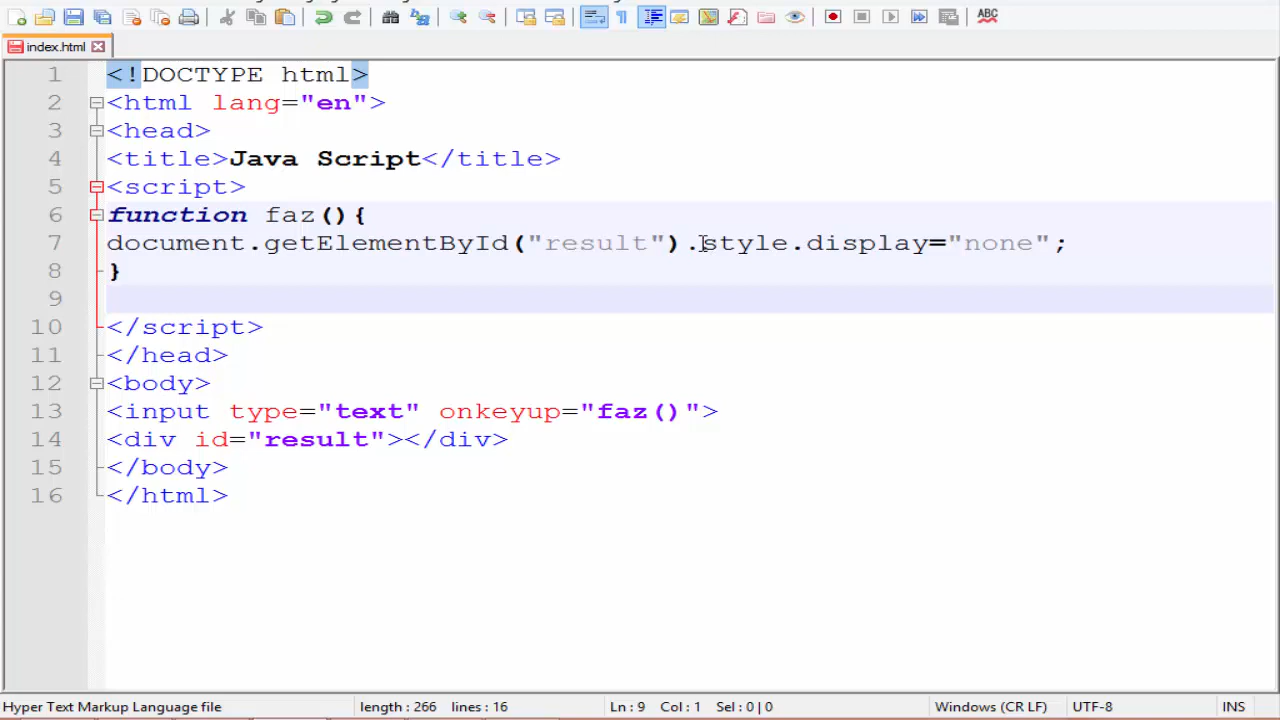 ABC
index.html
1 <!DOCTYPE html>
2 <html lang="en">
3 <head>
4 <title>Java Script</title>
5 <script>
6 function faz(){
7 document.getElementById("result").style.display="none";
8 }
9
10 </script>
11 </head>
12 <body>
13 <input type="text" onkeyup="faz()">
14 <div id="result"></div>
15 </body>
16 </html>
Hyper Text Markup Language file length : 266 lines : 16 Ln : 9 Col : 1 Sel : 0 | 0 Windows (CR LF) UTF-8 INS